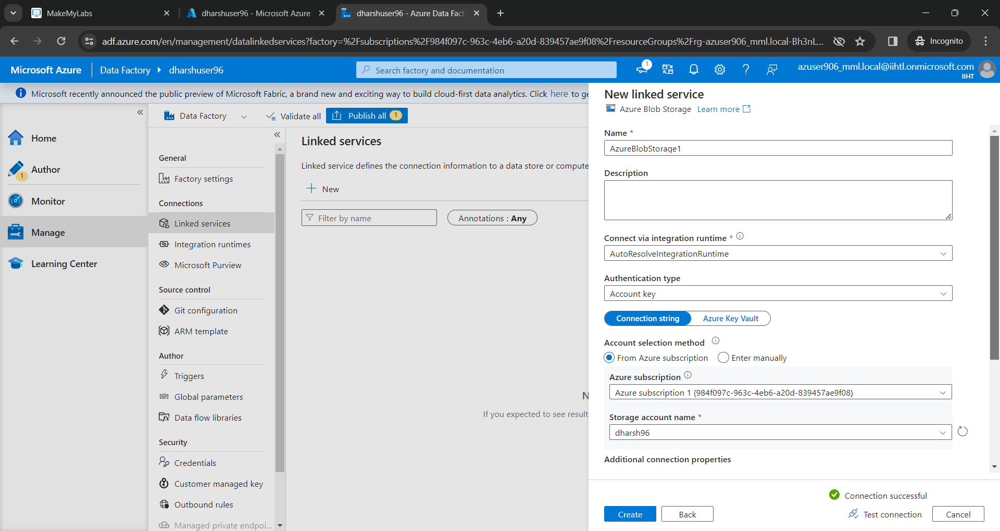 MakeMyLabs
dharshuser96 - Microsoft Azure
dharshuser96 - Azure Data Fact
adf.azure.com/en/management/datalinkedservices?factory=%2Fsubscriptions%2F984f097c-963c-4eb6-a20d-839457ae9f08%2FresourceGroups%2Frg-azuser906_mml.local-Bh3nL...
Incognito
Microsoft Azure
Data Factory
dharshuser96
Search factory and documentation
1
azuser906_mml.local@iihtl.onmicrosoft.com
IIHT
Microsoft recently announced the public preview of Microsoft Fabric, a brand new and exciting way to build cloud-first data analytics. Click here to ge
Home
Author
1
Monitor
Manage
Learning Center
Data Factory
Validate all
Publish all 1
General
Factory settings
Connections
Linked services
Integration runtimes
Microsoft Purview
Source control
Git configuration
ARM template
Author
Triggers
Global parameters
Data flow libraries
Security
Credentials
Customer managed key
Outbound rules
Managed private endpoi...
Linked services
Linked service defines the connection information to a data store or compute
New
Filter by name
Annotations : Any
N
If you expected to see result
New linked service
Azure Blob Storage Learn more
Name *
AzureBlobStorage1
Description
Connect via integration runtime *
AutoResolveIntegrationRuntime
Authentication type
Account key
Connection string
Azure Key Vault
Account selection method
From Azure subscription
Enter manually
Azure subscription
Azure subscription 1 (984f097c-963c-4eb6-a20d-839457ae9f08)
Storage account name *
dharsh96
Additional connection properties
Connection successful
Create
Back
Test connection
Cancel